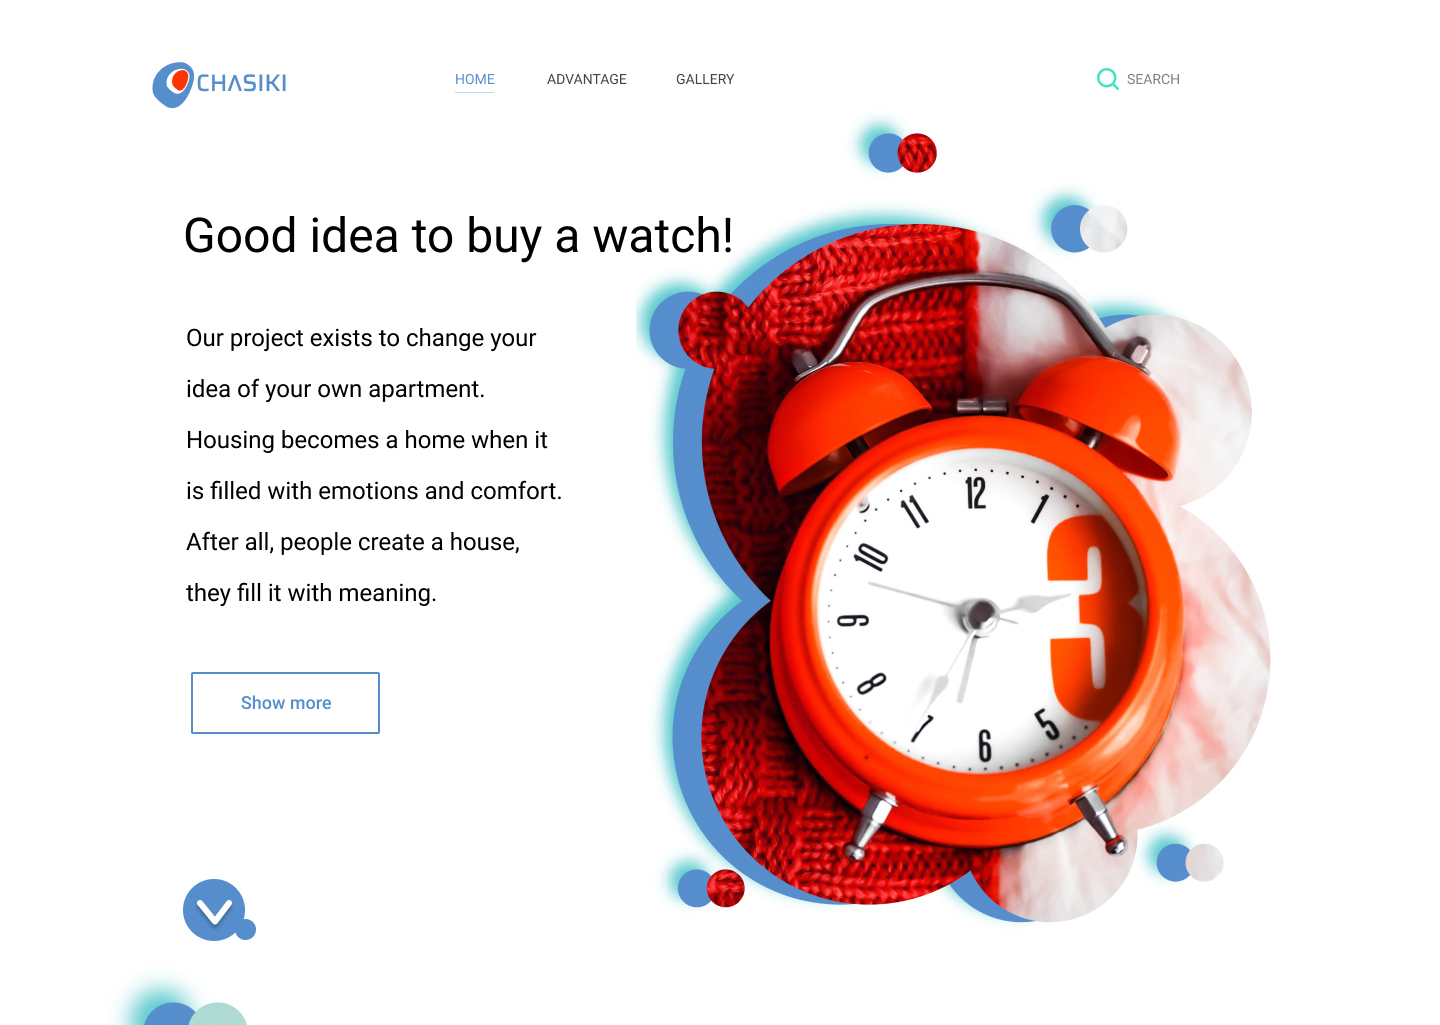 CHASIKI
HOME
ADVANTAGE
GALLERY
SEARCH
Good idea to buy a watch!
Our project exists to change your
idea of your own apartment.
Housing becomes a home when it
is filled with emotions and comfort.
After all, people create a house,
they fill it with meaning.
Show more
12
1
3
5
6
7
8
9
10
11